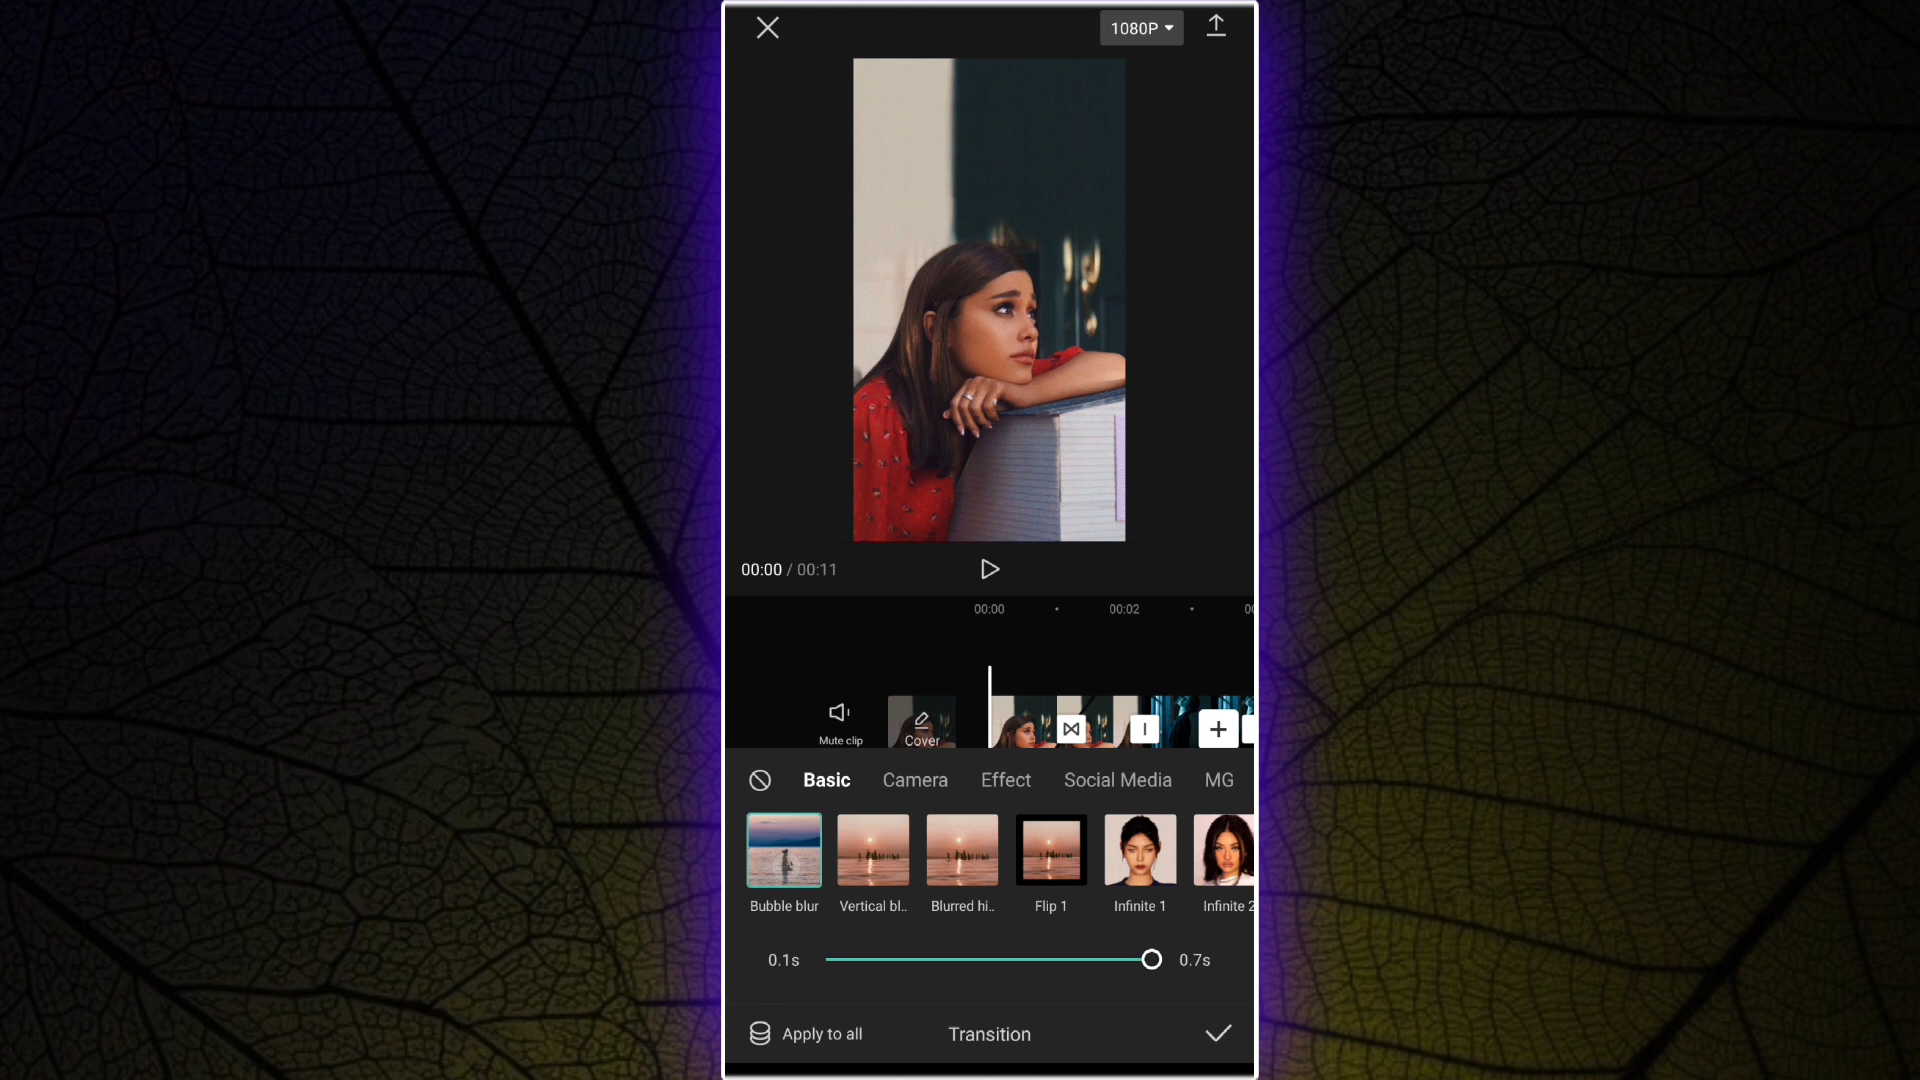 1080P
00:00 / 00:11
00:00 00:02
Mute clip
Cover
Basic Camera Effect Social Media MG
Bubble blur Vertical bl.. Blurred hi.. Flip 1 Infinite 1 Infinite 2
0.1s 0.7s
Apply to all Transition